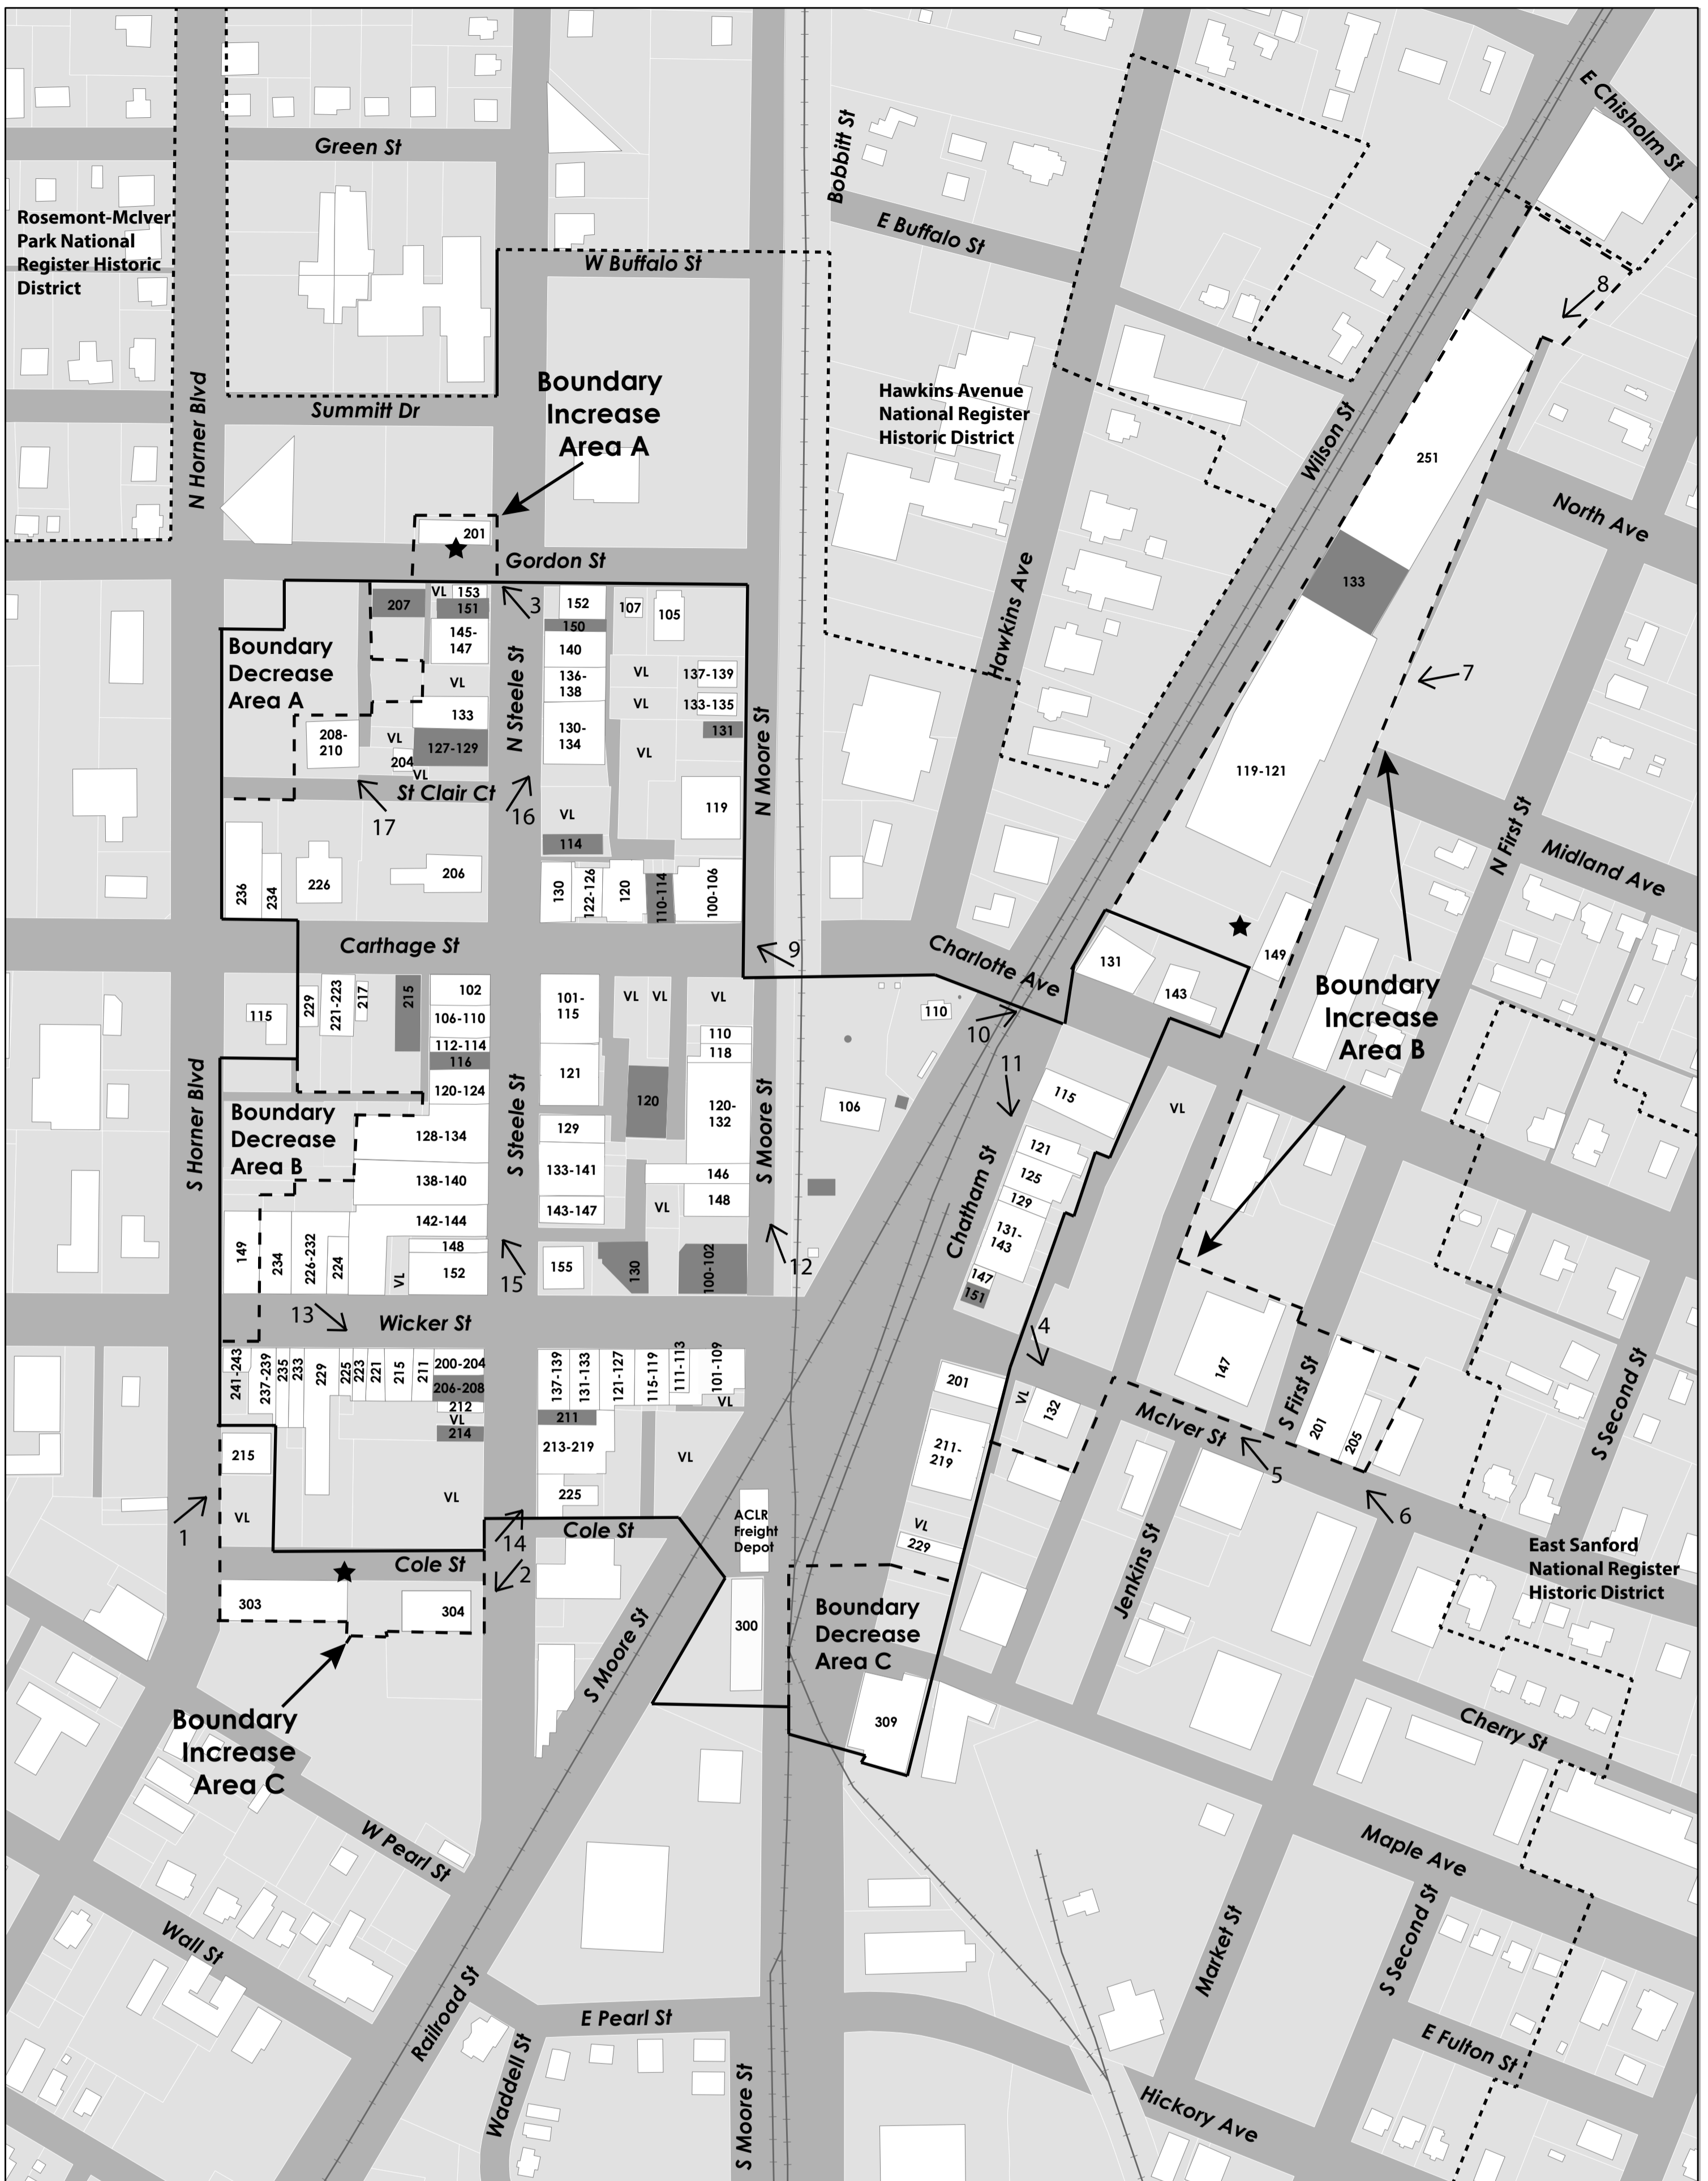 E Chisholm St
Bobbitt St
Green St
Rosemont-McIver
Park National
Register Historic
District
E Buffalo St
W Buffalo St
8
N Horner Blvd
Summitt Dr
Boundary
Increase
Area A
Hawkins Avenue
National Register
Historic District
Wilson St
251
North Ave
201
Gordon St
133
207
VL
153
151
3
152
150
107
105
145-
147
140
Hawkins Ave
Boundary
Decrease
Area A
VL
N Steele St
136-
138
VL
137-139
7
133
VL
133-135
N Moore St
208-
210
VL
127-129
130-
134
131
204
VL
VL
119-121
St Clair Ct
17
16
VL
119
114
N First St
Midland Ave
236
234
226
206
130
122-126
120
110-114
100-106
Carthage St
9
Charlotte Ave
131
143
149
Boundary
Increase
Area B
115
229
221-223
217
215
102
106-110
112-114
116
120-124
101-
115
VL
VL
VL
110
118
110
10
11
121
120
120-
132
106
115
VL
S Horner Blvd
Boundary
Decrease
Area B
128-134
S Steele St
129
S Moore St
138-140
133-141
146
121
125
129
142-144
143-147
VL
148
Chatham St
131-
143
149
234
226-232
224
VL
148
152
15
155
130
100-102
12
147
151
13
Wicker St
4
241-243
237-239
235
233
229
225
223
221
215
211
200-204
206-208
212
VL
214
137-139
131-133
121-127
115-119
111-113
101-109
VL
211
213-219
VL
225
201
VL
132
McIver St
147
S First St
201
205
S Second St
211-
219
5
6
215
VL
VL
1
14
Cole St
Cole St
2
ACLR
Freight
Depot
VL
229
Jenkins St
East Sanford
National Register
Historic District
303
304
300
Boundary
Decrease
Area C
S Moore St
309
Boundary
Increase
Area C
Cherry St
W Pearl St
Maple Ave
Wall St
Market St
S Second St
Railroad St
E Pearl St
Waddell St
S Moore St
E Fulton St
Hickory Ave